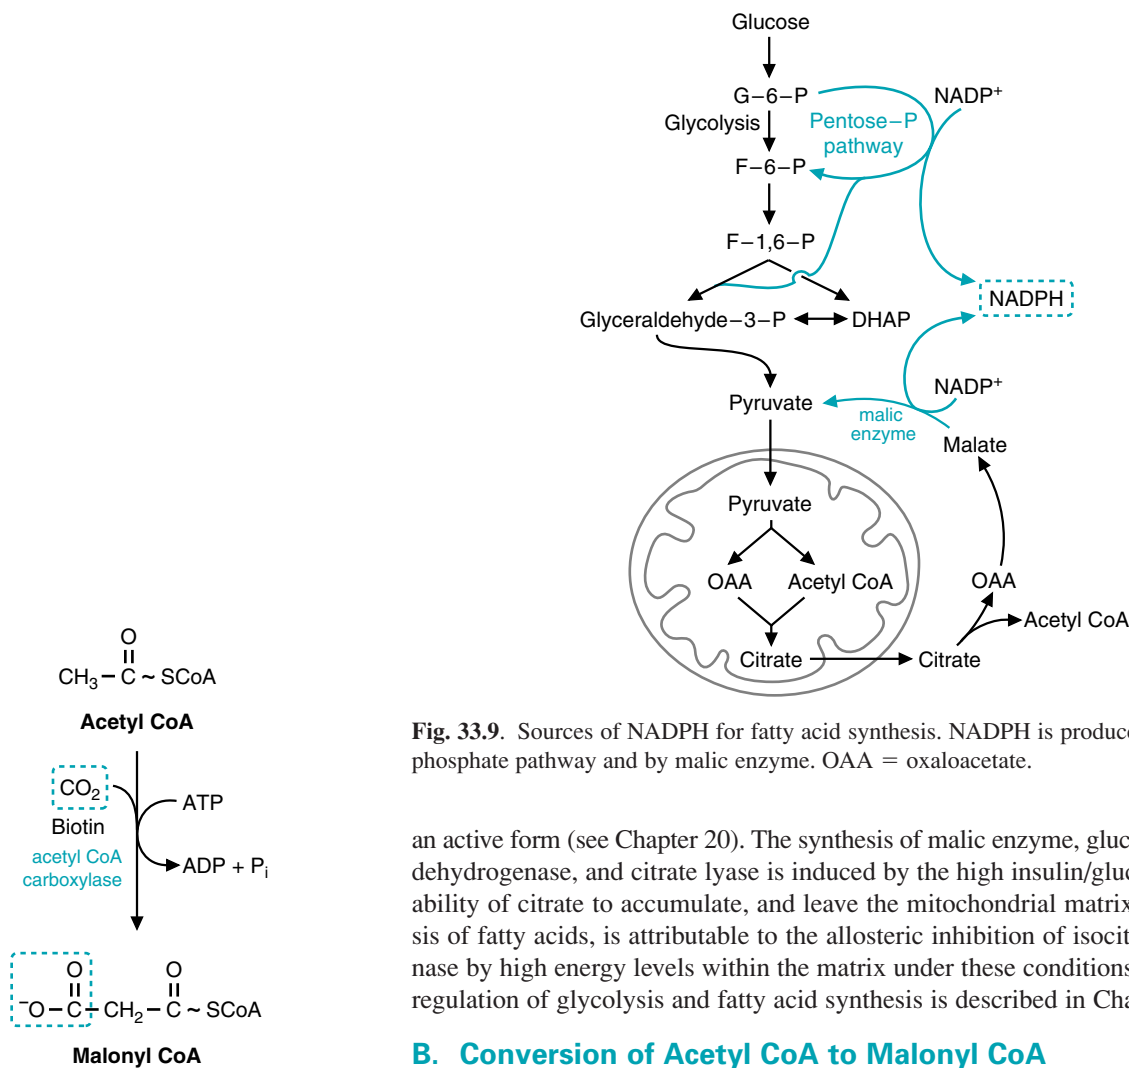 Glucose
G–6–P
NADP⁺
Glycolysis
Pentose–P
pathway
F–6–P
F–1,6–P
NADPH
Glyceraldehyde–3–P
DHAP
NADP⁺
Pyruvate
malic
enzyme
Malate
Pyruvate
OAA
Acetyl CoA
OAA
Acetyl CoA
Citrate
Citrate
Fig. 33.9. Sources of NADPH for fatty acid synthesis. NADPH is produce
phosphate pathway and by malic enzyme. OAA = oxaloacetate.
O
CH₃ – C ~ SCoA
Acetyl CoA
CO₂
ATP
Biotin
acetyl CoA
carboxylase
ADP + Pᵢ
O O
⁻O – C – CH₂ – C ~ SCoA
Malonyl CoA
an active form (see Chapter 20). The synthesis of malic enzyme, gluc
dehydrogenase, and citrate lyase is induced by the high insulin/gluc
ability of citrate to accumulate, and leave the mitochondrial matrix
sis of fatty acids, is attributable to the allosteric inhibition of isocit
nase by high energy levels within the matrix under these conditions
regulation of glycolysis and fatty acid synthesis is described in Cha
B. Conversion of Acetyl CoA to Malonyl CoA